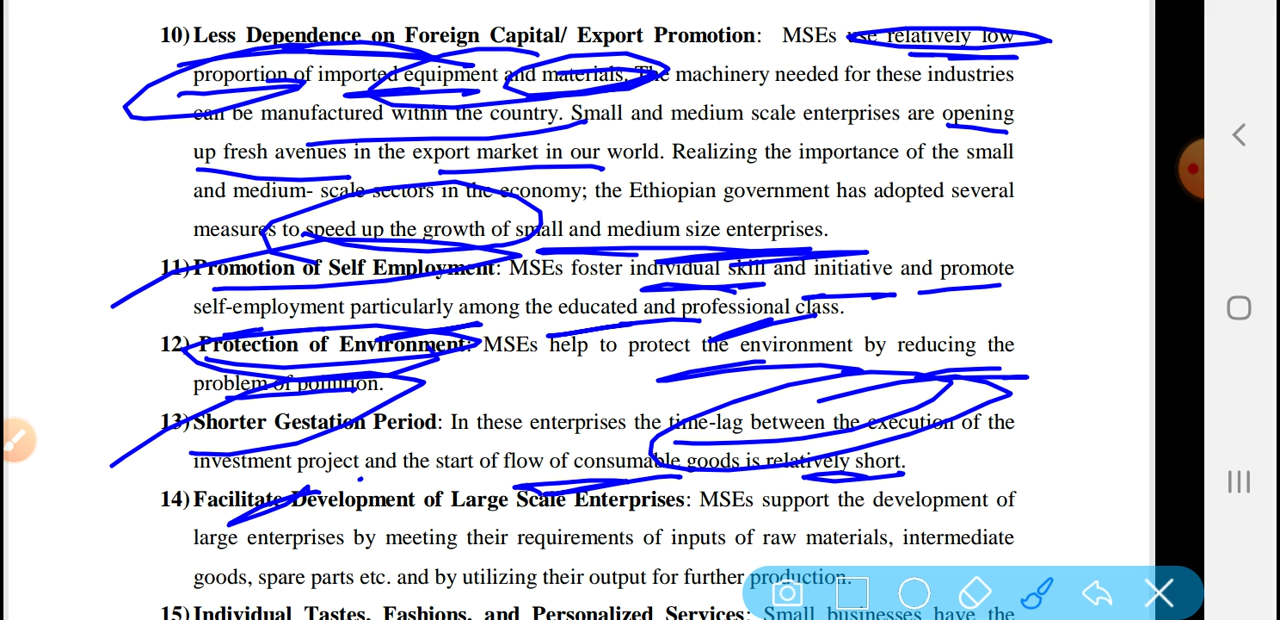 10) Less Dependence on Foreign Capital/ Export Promotion: MSEs use relatively low
proportion of imported equipment and materials. The machinery needed for these industries
can be manufactured within the country. Small and medium scale enterprises are opening
up fresh avenues in the export market in our world. Realizing the importance of the small
and medium- scale sectors in the economy; the Ethiopian government has adopted several
measures to speed up the growth of small and medium size enterprises.
11) Promotion of Self Employment: MSEs foster individual skill and initiative and promote
self-employment particularly among the educated and professional class.
12) Protection of Environment: MSEs help to protect the environment by reducing the
problem of pollution.
13) Shorter Gestation Period: In these enterprises the time-lag between the execution of the
investment project and the start of flow of consumable goods is relatively short.
14) Facilitate Development of Large Scale Enterprises: MSEs support the development of
large enterprises by meeting their requirements of inputs of raw materials, intermediate
goods, spare parts etc. and by utilizing their output for further production.
15) Individual Tastes, Fashions, and Personalized Services: Small businesses have the